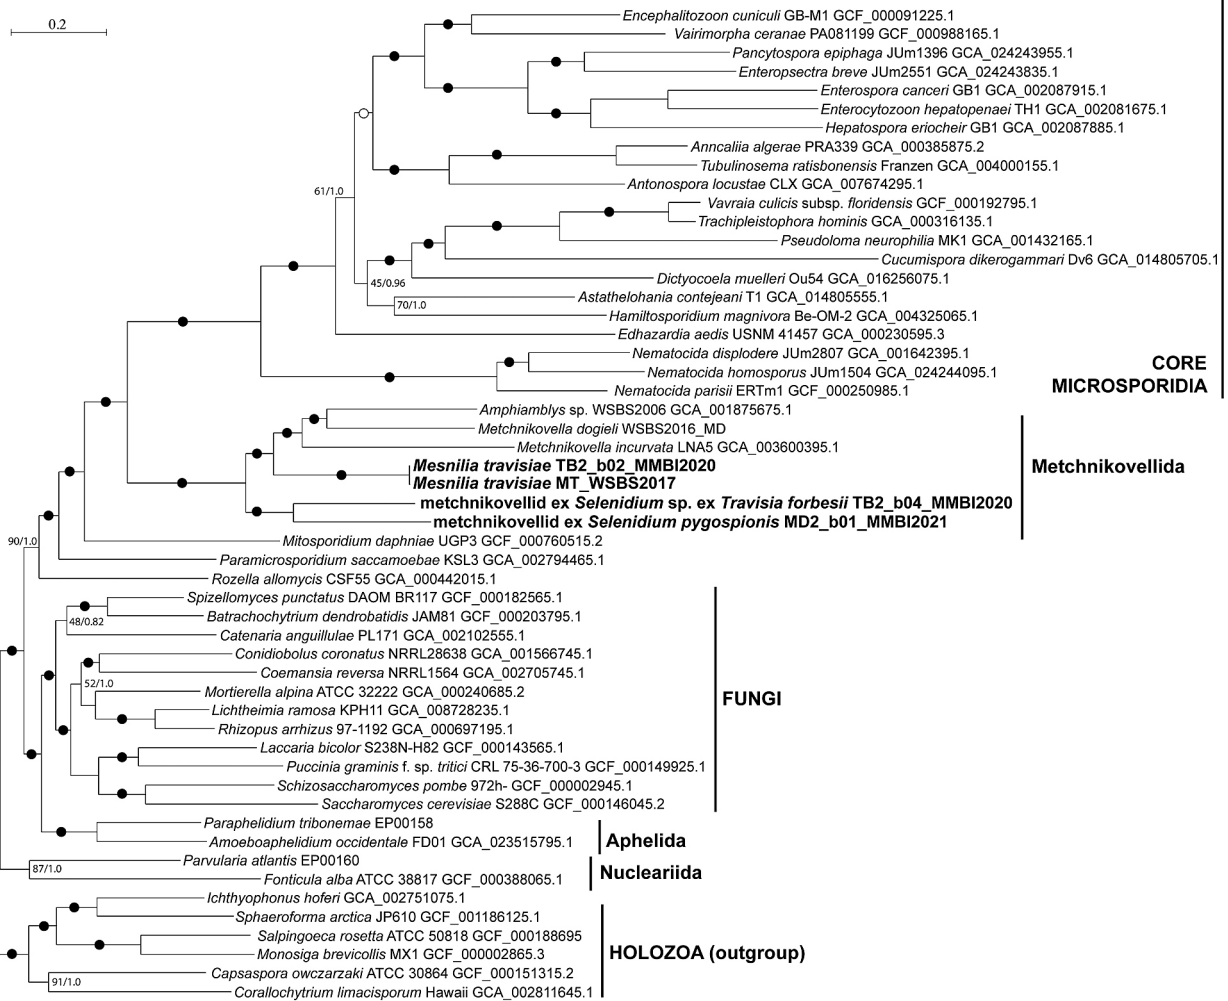 0.2
Encephalitozoon cuniculi GB-M1 GCF_000091225.1
Vairimorpha ceranae PA081199 GCF_000988165.1
Pancytospora epiphaga JUm1396 GCA_024243955.1
Enteropsectra breve JUm2551 GCA_024243835.1
Enterospora canceri GB1 GCA_002087915.1
Enterocytozoon hepatopenaei TH1 GCA_002081675.1
Hepatospora eriocheir GB1 GCA_002087885.1
Anncaliia algerae PRA339 GCA_000385875.2
Tubulinosema ratisbonensis Franzen GCA_004000155.1
Antonospora locustae CLX GCA_007674295.1
61/1.0
Vavraia culicis subsp. floridensis GCF_000192795.1
Trachipleistophora hominis GCA_000316135.1
Pseudoloma neurophilia MK1 GCA_001432165.1
Cucumispora dikerogammari Dv6 GCA_014805705.1
Dictyocoela muelleri Ou54 GCA_016256075.1
45/0.96
Astathelohania contejeani T1 GCA_014805555.1
70/1.0
Hamiltosporidium magnivora Be-OM-2 GCA_004325065.1
Edhazardia aedis USNM 41457 GCA_000230595.3
Nematocida displodere JUm2807 GCA_001642395.1
Nematocida homosporus JUm1504 GCA_024244095.1
Nematocida parisii ERTm1 GCF_000250985.1
CORE
MICROSPORIDIA
Amphiamblys sp. WSBS2006 GCA_001875675.1
Metchnikovella dogieli WSBS2016_MD
Metchnikovella incurvata LNA5 GCA_003600395.1
Mesnilia travisiae TB2_b02_MMBI2020
Mesnilia travisiae MT_WSBS2017
metchnikovellid ex Selenidium sp. ex Travisia forbesii TB2_b04_MMBI2020
metchnikovellid ex Selenidium pygospionis MD2_b01_MMBI2021
Metchnikovellida
Mitosporidium daphniae UGP3 GCF_000760515.2
90/1.0
Paramicrosporidium saccamoebae KSL3 GCA_002794465.1
Rozella allomycis CSF55 GCA_000442015.1
Spizellomyces punctatus DAOM BR117 GCF_000182565.1
Batrachochytrium dendrobatidis JAM81 GCF_000203795.1
48/0.82
Catenaria anguillulae PL171 GCA_002102555.1
Conidiobolus coronatus NRRL28638 GCA_001566745.1
Coemansia reversa NRRL1564 GCA_002705745.1
52/1.0
Mortierella alpina ATCC 32222 GCA_000240685.2
Lichtheimia ramosa KPH11 GCA_008728235.1
Rhizopus arrhizus 97-1192 GCA_000697195.1
Laccaria bicolor S238N-H82 GCF_000143565.1
Puccinia graminis f. sp. tritici CRL 75-36-700-3 GCF_000149925.1
Schizosaccharomyces pombe 972h- GCF_000002945.1
Saccharomyces cerevisiae S288C GCF_000146045.2
FUNGI
Paraphelidium tribonemae EP00158
Amoeboaphelidium occidentale FD01 GCA_023515795.1
Aphelida
Parvularia atlantis EP00160
87/1.0
Fonticula alba ATCC 38817 GCF_000388065.1
Nucleariida
Ichthyophonus hoferi GCA_002751075.1
Sphaeroforma arctica JP610 GCF_001186125.1
Salpingoeca rosetta ATCC 50818 GCF_000188695
Monosiga brevicollis MX1 GCF_000002865.3
Capsaspora owczarzaki ATCC 30864 GCF_000151315.2
91/1.0
Corallochytrium limacisporum Hawaii GCA_002811645.1
HOLOZOA (outgroup)